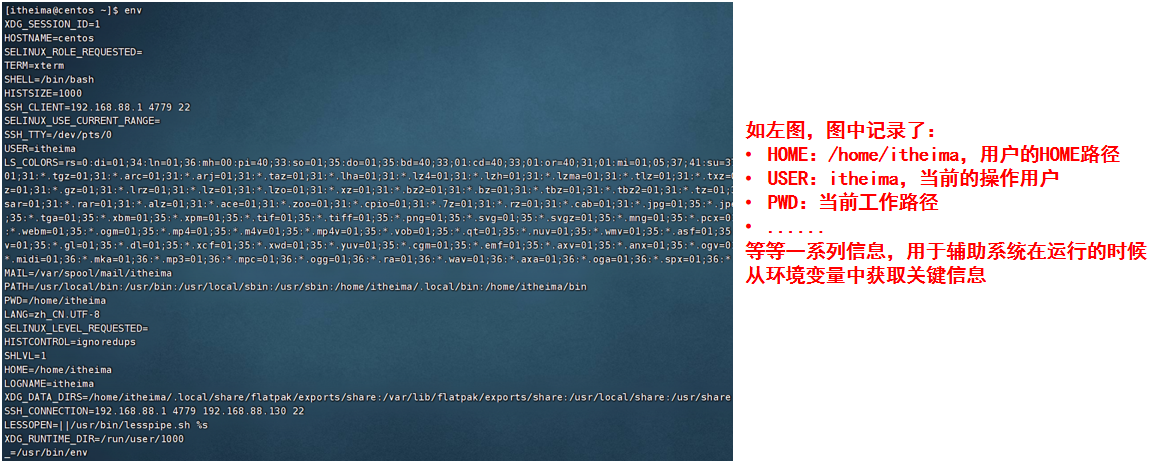 [itheima@centos ~]$ env
XDG_SESSION_ID=1
HOSTNAME=centos
SELINUX_ROLE_REQUESTED=
TERM=xterm
SHELL=/bin/bash
HISTSIZE=1000
SSH_CLIENT=192.168.88.1 4779 22
SELINUX_USE_CURRENT_RANGE=
SSH_TTY=/dev/pts/0
USER=itheima
LS_COLORS=rs=0:di=01;34:ln=01;36:mh=00:pi=40;33:so=01;35:do=01;35:bd=40;33;01:cd=40;33;01:or=40;31;01:mi=01;05;37;41:su=37
01;31:*.tgz=01;31:*.arc=01;31:*.arj=01;31:*.taz=01;31:*.lha=01;31:*.lz4=01;31:*.lzh=01;31:*.lzma=01;31:*.tlz=01;31:*.txz=0
z=01;31:*.gz=01;31:*.lrz=01;31:*.lz=01;31:*.lzo=01;31:*.xz=01;31:*.bz2=01;31:*.bz=01;31:*.tbz=01;31:*.tbz2=01;31:*.tz=01;3
sar=01;31:*.rar=01;31:*.alz=01;31:*.ace=01;31:*.zoo=01;31:*.cpio=01;31:*.7z=01;31:*.rz=01;31:*.cab=01;31:*.jpg=01;35:*.jpe
;35:*.tga=01;35:*.xbm=01;35:*.xpm=01;35:*.tif=01;35:*.tiff=01;35:*.png=01;35:*.svg=01;35:*.svgz=01;35:*.mng=01;35:*.pcx=01
:*.webm=01;35:*.ogm=01;35:*.mp4=01;35:*.m4v=01;35:*.mp4v=01;35:*.vob=01;35:*.qt=01;35:*.nuv=01;35:*.wmv=01;35:*.asf=01;35:
v=01;35:*.gl=01;35:*.dl=01;35:*.xcf=01;35:*.xwd=01;35:*.yuv=01;35:*.cgm=01;35:*.emf=01;35:*.axv=01;35:*.anx=01;35:*.ogv=01
*.midi=01;36:*.mka=01;36:*.mp3=01;36:*.mpc=01;36:*.ogg=01;36:*.ra=01;36:*.wav=01;36:*.axa=01;36:*.oga=01;36:*.spx=01;36:*.
MAIL=/var/spool/mail/itheima
PATH=/usr/local/bin:/usr/bin:/usr/local/sbin:/usr/sbin:/home/itheima/.local/bin:/home/itheima/bin
PWD=/home/itheima
LANG=zh_CN.UTF-8
SELINUX_LEVEL_REQUESTED=
HISTCONTROL=ignoredups
SHLVL=1
HOME=/home/itheima
LOGNAME=itheima
XDG_DATA_DIRS=/home/itheima/.local/share/flatpak/exports/share:/var/lib/flatpak/exports/share:/usr/local/share:/usr/share
SSH_CONNECTION=192.168.88.1 4779 192.168.88.130 22
LESSOPEN=||/usr/bin/lesspipe.sh %s
XDG_RUNTIME_DIR=/run/user/1000
_=/usr/bin/env
如左图，图中记录了：
• HOME：/home/itheima，用户的HOME路径
• USER：itheima，当前的操作用户
• PWD：当前工作路径
• ......
等等一系列信息，用于辅助系统在运行的时候
从环境变量中获取关键信息